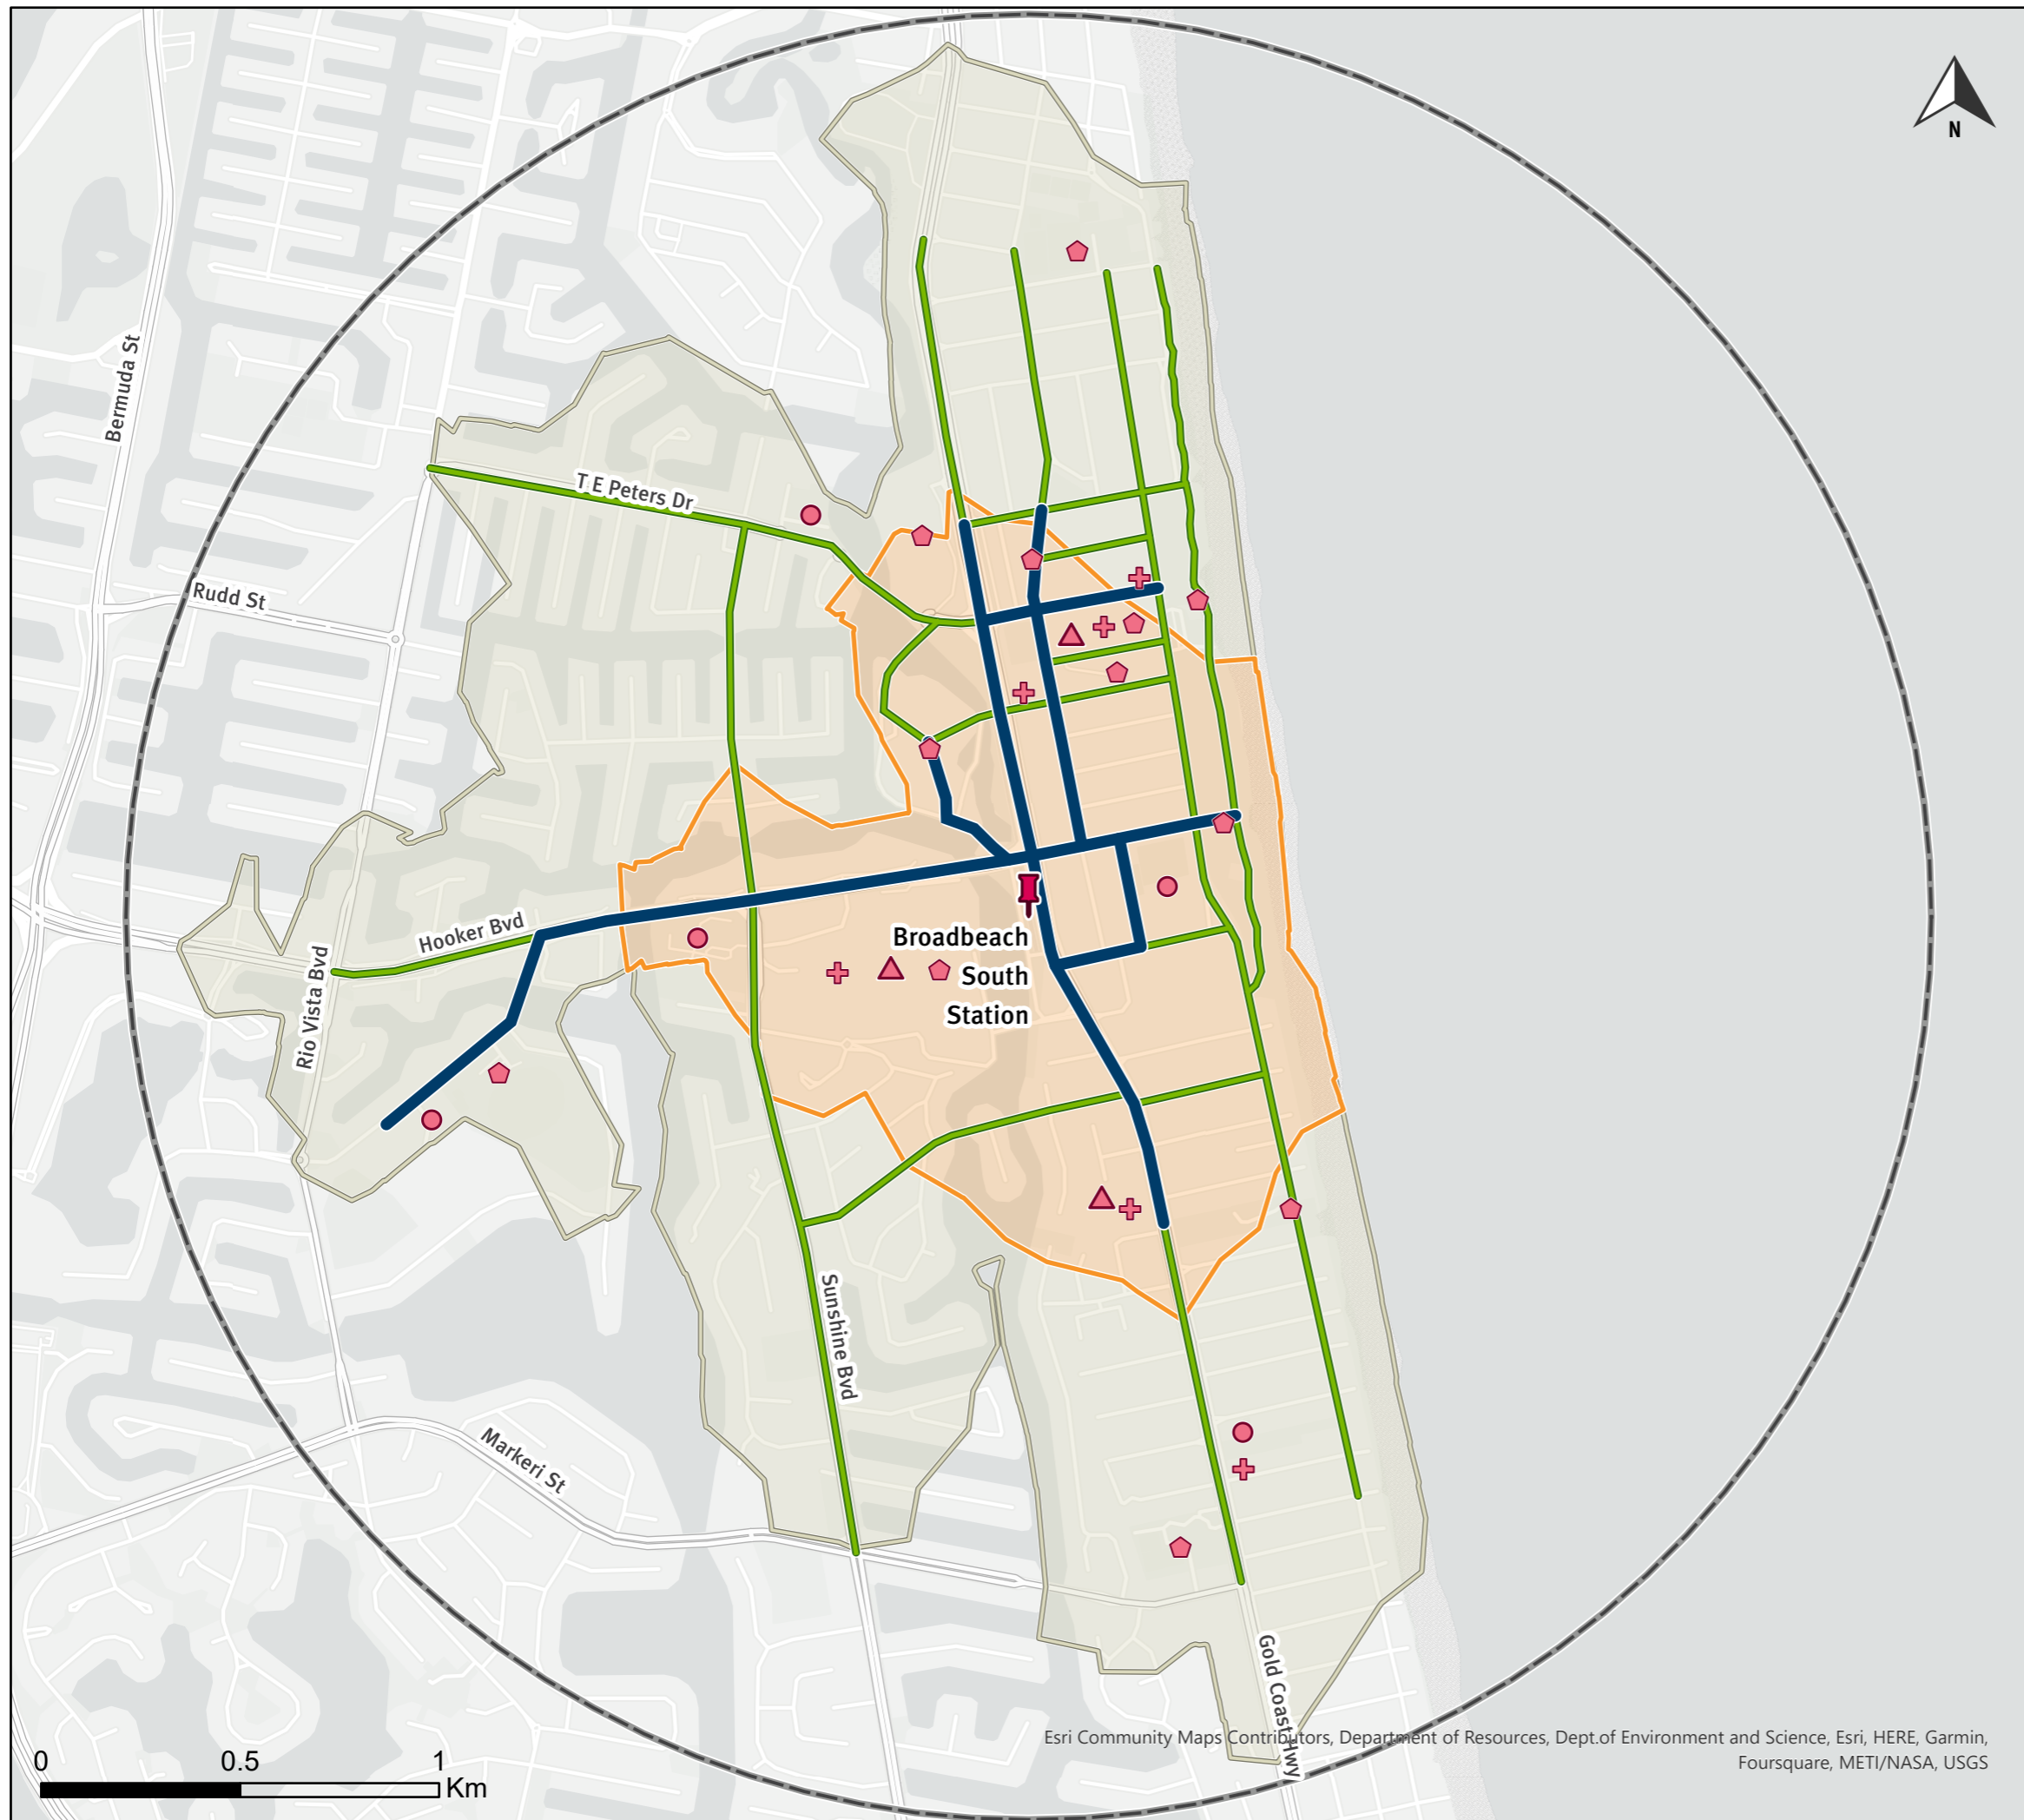 N
Bermuda St
T E Peters Dr
Rudd St
Hooker Bvd
Rio Vista Bvd
Broadbeach
South
Station
Sunshine Bvd
Markeri St
Gold Coast Hwy
Esri Community Maps Contributors, Department of Resources, Dept.of Environment and Science, Esri, HERE, Garmin,
Foursquare, METI/NASA, USGS
0 0.5 1
Km